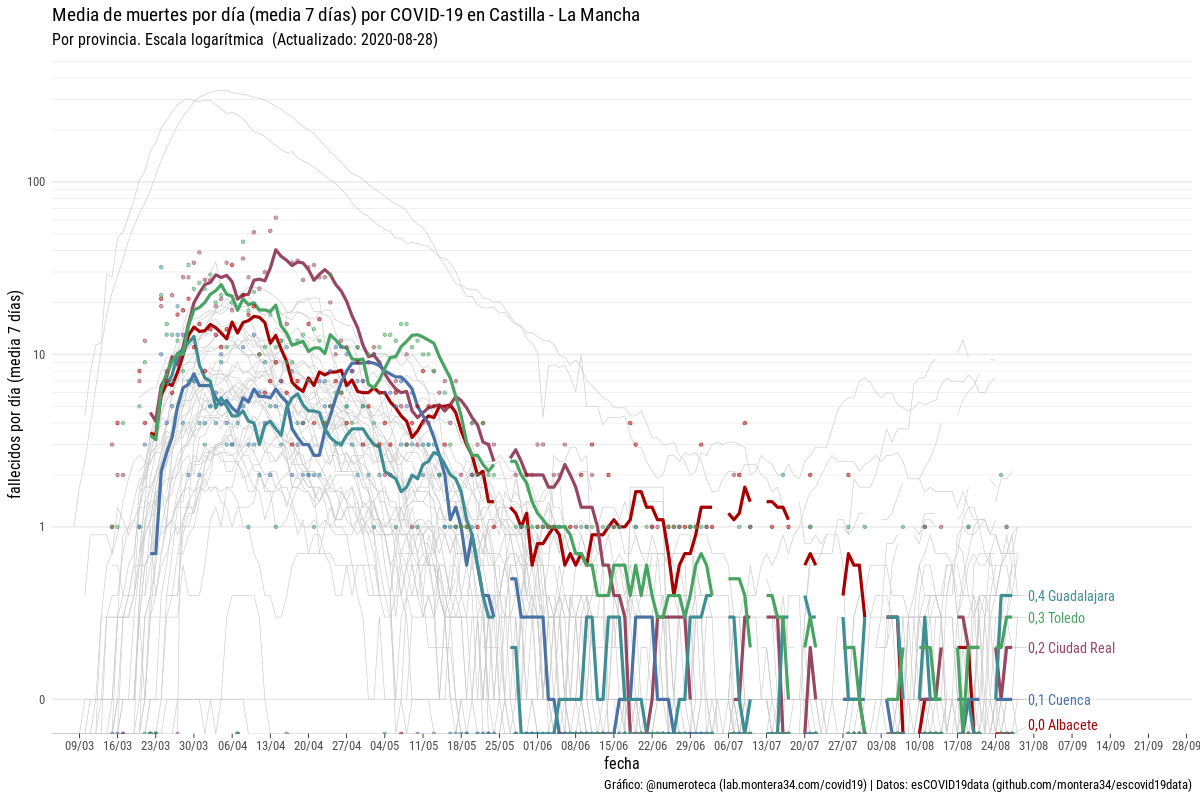 Media de muertes por día (media 7 días) por COVID-19 en Castilla - La Mancha
Por provincia. Escala logarítmica (Actualizado: 2020-08-28)
fallecidos por día (media 7 días)
100
10
1
0
0,4 Guadalajara
0,3 Toledo
0,2 Ciudad Real
0,1 Cuenca
0,0 Albacete
09/03 16/03 23/03 30/03 06/04 13/04 20/04 27/04 04/05 11/05 18/05 25/05 01/06 08/06 15/06 22/06 29/06 06/07 13/07 20/07 27/07 03/08 10/08 17/08 24/08 31/08 07/09 14/09 21/09 28/09
fecha
Gráfico: @numeroteca (lab.montera34.com/covid19) | Datos: esCOVID19data (github.com/montera34/escovid19data)